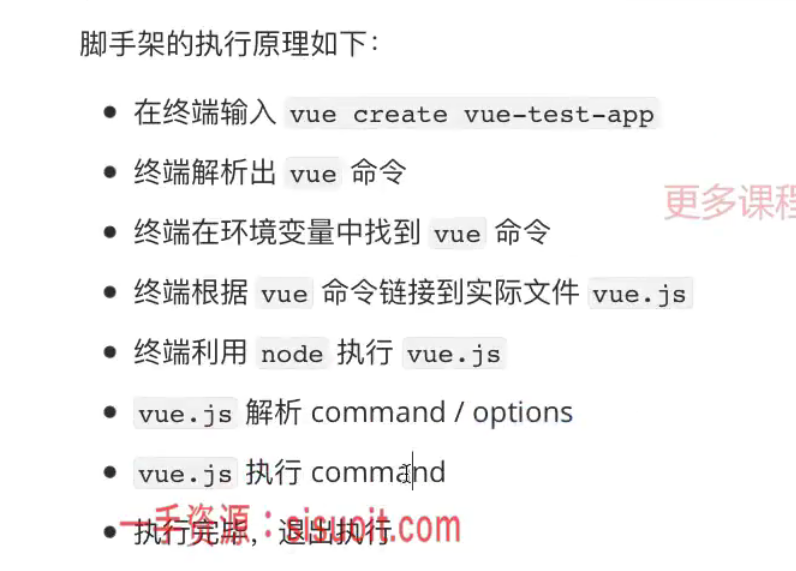 脚手架的执行原理如下：
在终端输入 vue create vue-test-app
终端解析出 vue 命令
更多课程
终端在环境变量中找到 vue 命令
终端根据 vue 命令链接到实际文件 vue.js
终端利用 node 执行 vue.js
vue.js 解析 command / options
vue.js 执行 command
一手资源：sisuoit.com
执行完毕，退出执行